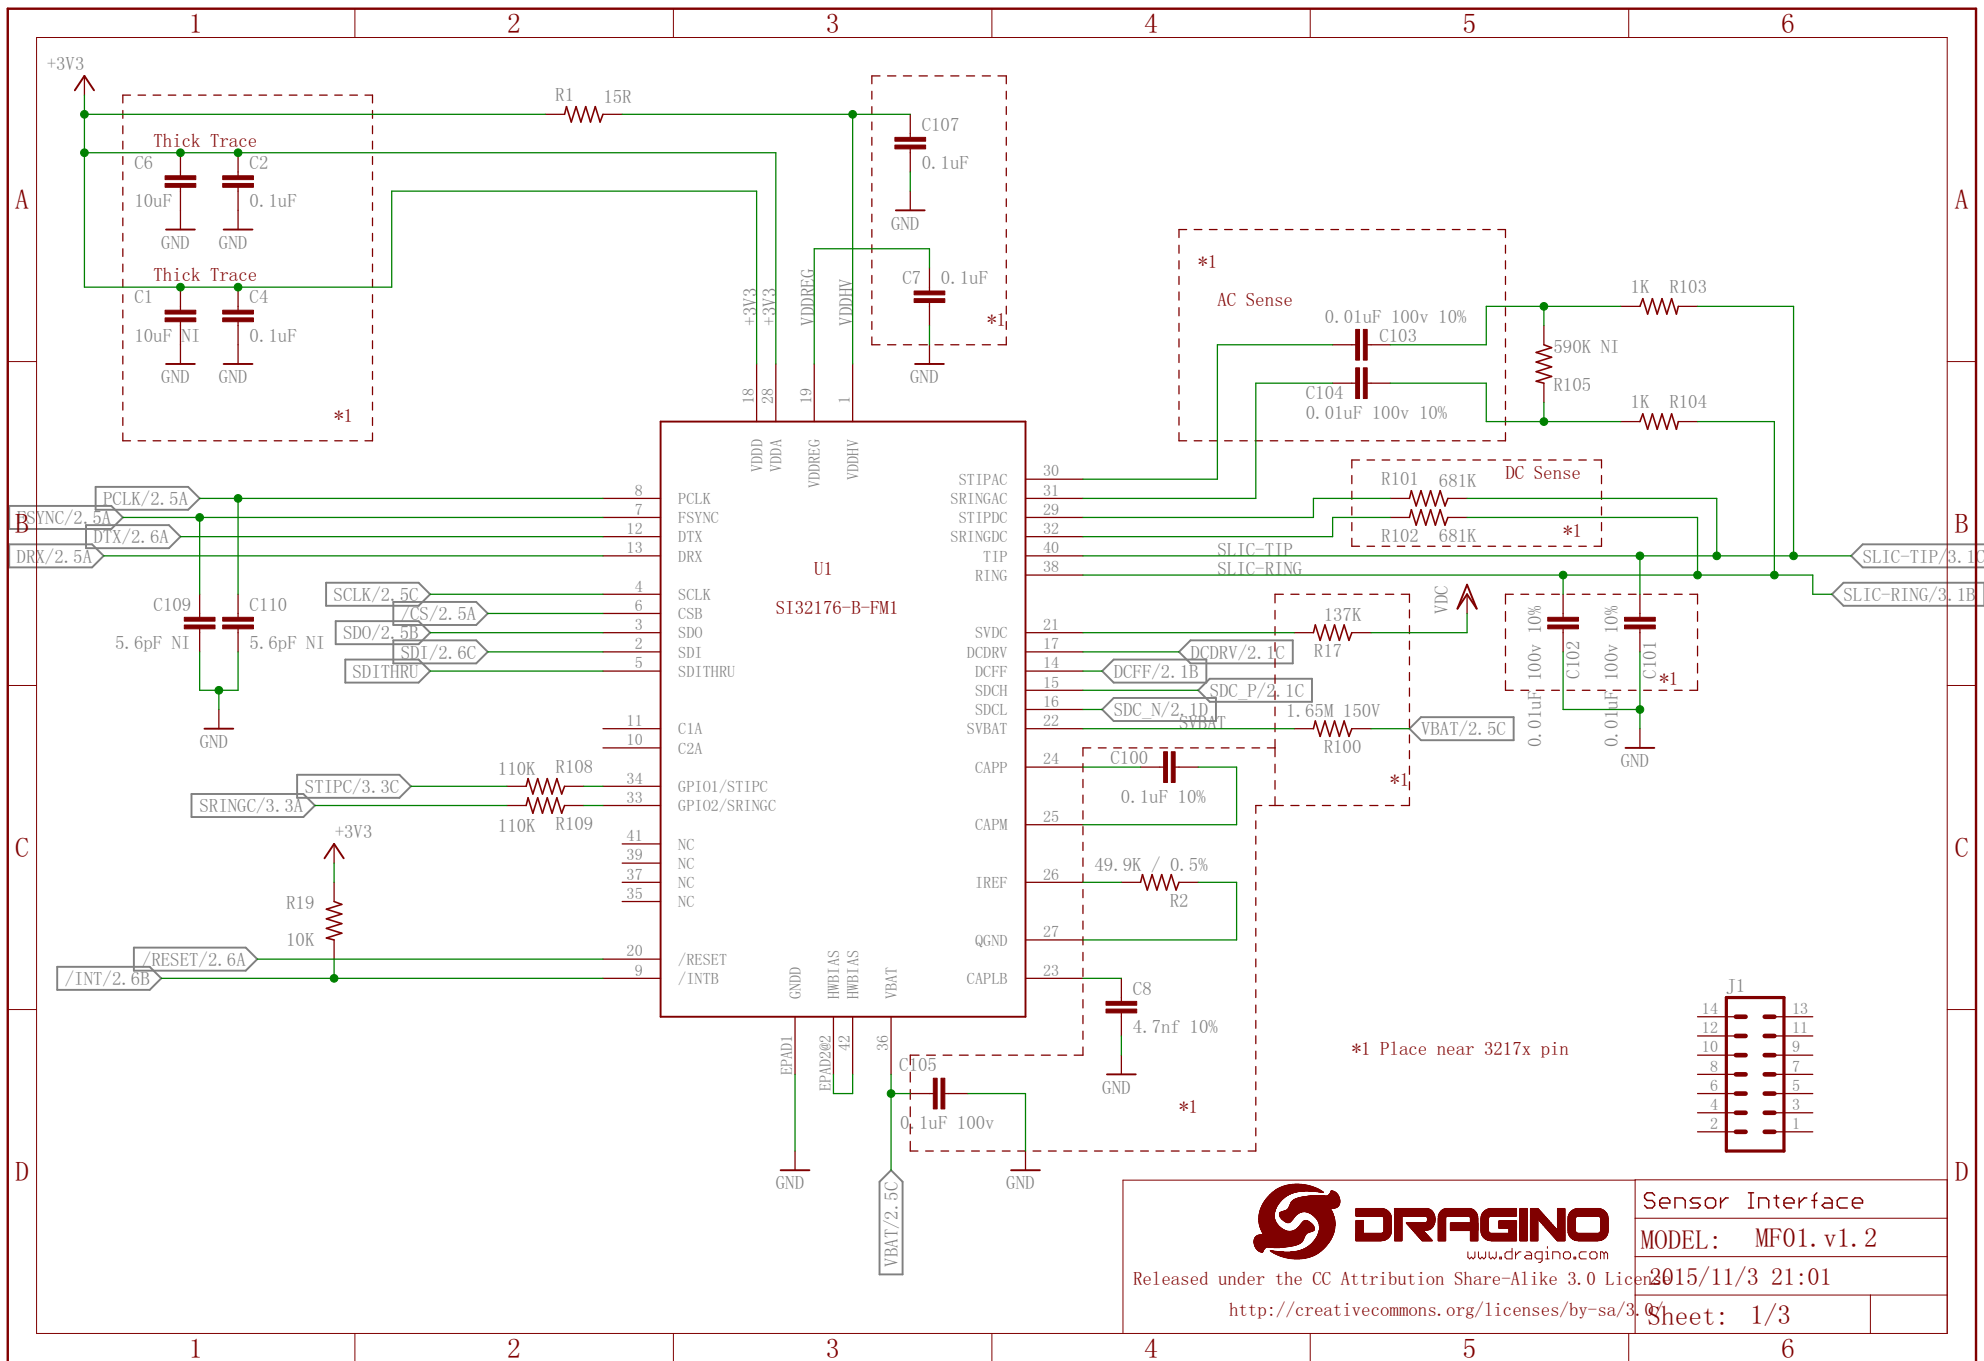 1 2 3 4 5 6
+3V3
R1 15R
C107
0.1uF
GND
Thick Trace
C6 C2
10uF 0.1uF
GND GND
A A
Thick Trace
C1 C4
10uF NI 0.1uF
GND GND
*1
C7 0.1uF
*1
GND
+3V3 +3V3 VDDREG VDDHV
18 28 19 1
VDDD VDDA VDDREG VDDHV
*1
AC Sense
0.01uF 100v 10%
C103
C104
0.01uF 100v 10%
1K R103
590K NI
R105
1K R104
DC Sense
R101 681K
R102 681K
*1
B B
PCLK/2.5A 8 PCLK
FSYNC/2.5A 7 FSYNC
DTX/2.6A 12 DTX
DRX/2.5A 13 DRX
SCLK/2.5C 4 SCLK
/CS/2.5A 6 CSB
SDO/2.5B 3 SDO
SDI/2.6C 2 SDI
SDITHRU 5 SDITHRU
C109 C110
5.6pF NI 5.6pF NI
GND
11 C1A
10 C2A
STIPC/3.3C 110K R108 34 GPIO1/STIPC
SRINGC/3.3A 110K R109 33 GPIO2/SRINGC
+3V3
41 NC
39 NC
37 NC
35 NC
R19
10K
/RESET/2.6A 20 /RESET
/INT/2.6B 9 /INTB
U1
SI32176-B-FM1
STIPAC 30
SRINGAC 31
STIPDC 29
SRINGDC 32
TIP 40 SLIC-TIP SLIC-TIP/3.1C
RING 38 SLIC-RING SLIC-RING/3.1B
SVDC 21 137K R17 VDC
DCDRV 17 DCDRV/2.1C
DCFF 14 DCFF/2.1B
SDCH 15 SDC_P/2.1C
SDCL 16 SDC_N/2.1D
SVBAT 22 SVBAT 1.65M 150V R100 VBAT/2.5C
*1
0.01uF 100v 10% C102
0.01uF 100v 10% C101
*1
GND
CAPP 24 C100
0.1uF 10%
CAPM 25
C C
49.9K / 0.5%
IREF 26 R2
QGND 27
CAPLB 23
C8
4.7nf 10%
GND
GNDD HWBIAS HWBIAS VBAT
EPAD1 EPAD2@2 42 36
C105
0.1uF 100v
*1
GND GND
VBAT/2.5C
*1 Place near 3217x pin
J1
14 13
12 11
10 9
8 7
6 5
4 3
2 1
D D
DRAGINO
www.dragino.com
Released under the CC Attribution Share-Alike 3.0 License
http://creativecommons.org/licenses/by-sa/3.0/
Sensor Interface
MODEL: MF01.v1.2
2015/11/3 21:01
Sheet: 1/3
1 2 3 4 5 6